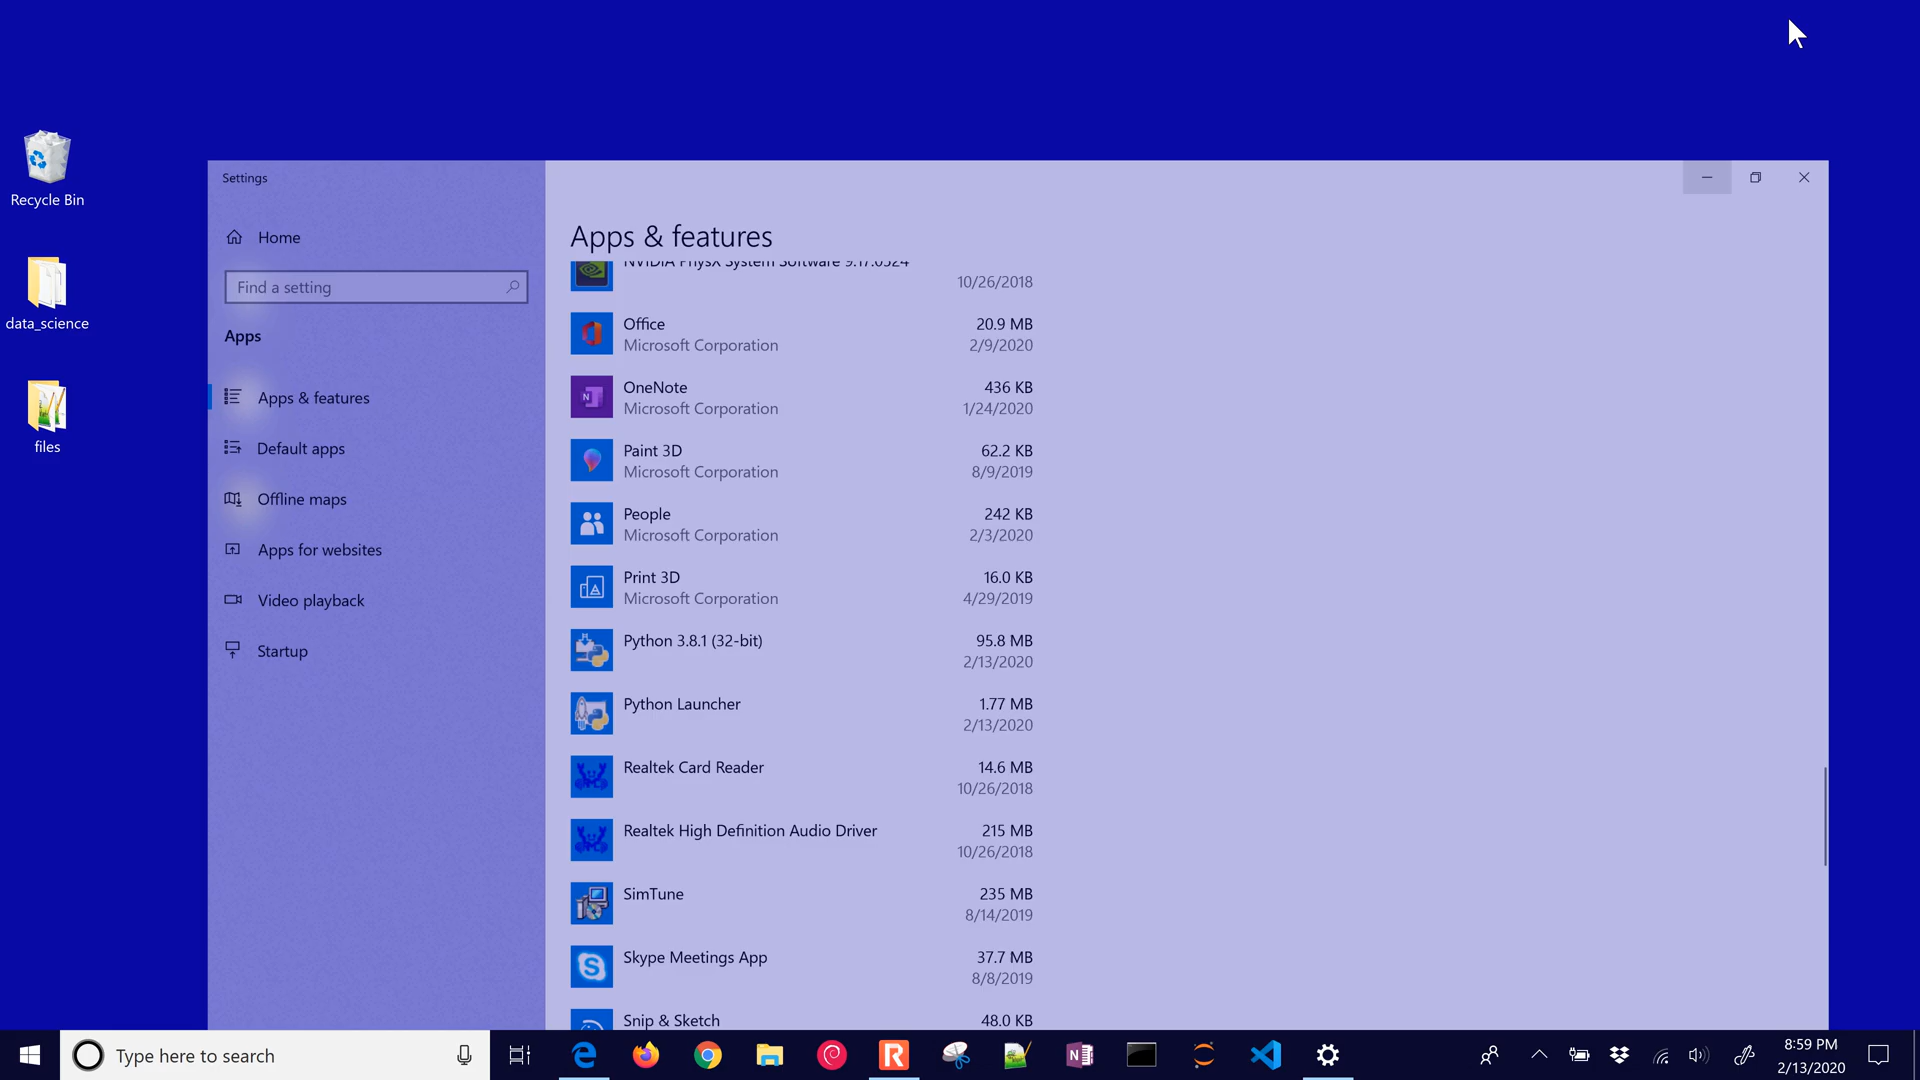 Recycle Bin
data_science
files
Settings
Home
Find a setting
Apps
Apps & features
Default apps
Offline maps
Apps for websites
Video playback
Startup
Apps & features
NVIDIA PhysX System Software 9.17.0524
10/26/2018
Office 20.9 MB
Microsoft Corporation 2/9/2020
OneNote 436 KB
Microsoft Corporation 1/24/2020
Paint 3D 62.2 KB
Microsoft Corporation 8/9/2019
People 242 KB
Microsoft Corporation 2/3/2020
Print 3D 16.0 KB
Microsoft Corporation 4/29/2019
Python 3.8.1 (32-bit) 95.8 MB
2/13/2020
Python Launcher 1.77 MB
2/13/2020
Realtek Card Reader 14.6 MB
10/26/2018
Realtek High Definition Audio Driver 215 MB
10/26/2018
SimTune 235 MB
8/14/2019
Skype Meetings App 37.7 MB
8/8/2019
Snip & Sketch 48.0 KB
Type here to search
8:59 PM
2/13/2020